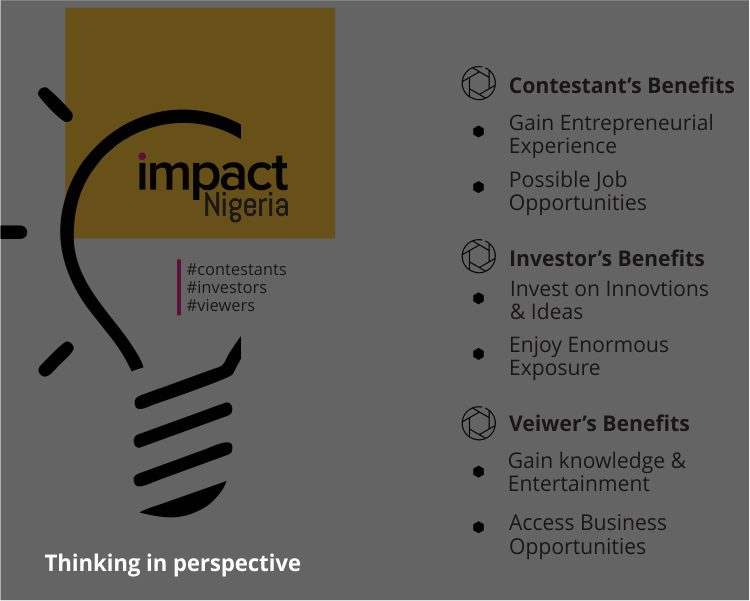 impact
Nigeria
#contestants
#investors
#viewers
Thinking in perspective
Contestant’s Benefits
Gain Entrepreneurial
Experience
Possible Job
Opportunities
Investor’s Benefits
Invest on Innovtions
& Ideas
Enjoy Enormous
Exposure
Veiwer’s Benefits
Gain knowledge &
Entertainment
Access Business
Opportunities